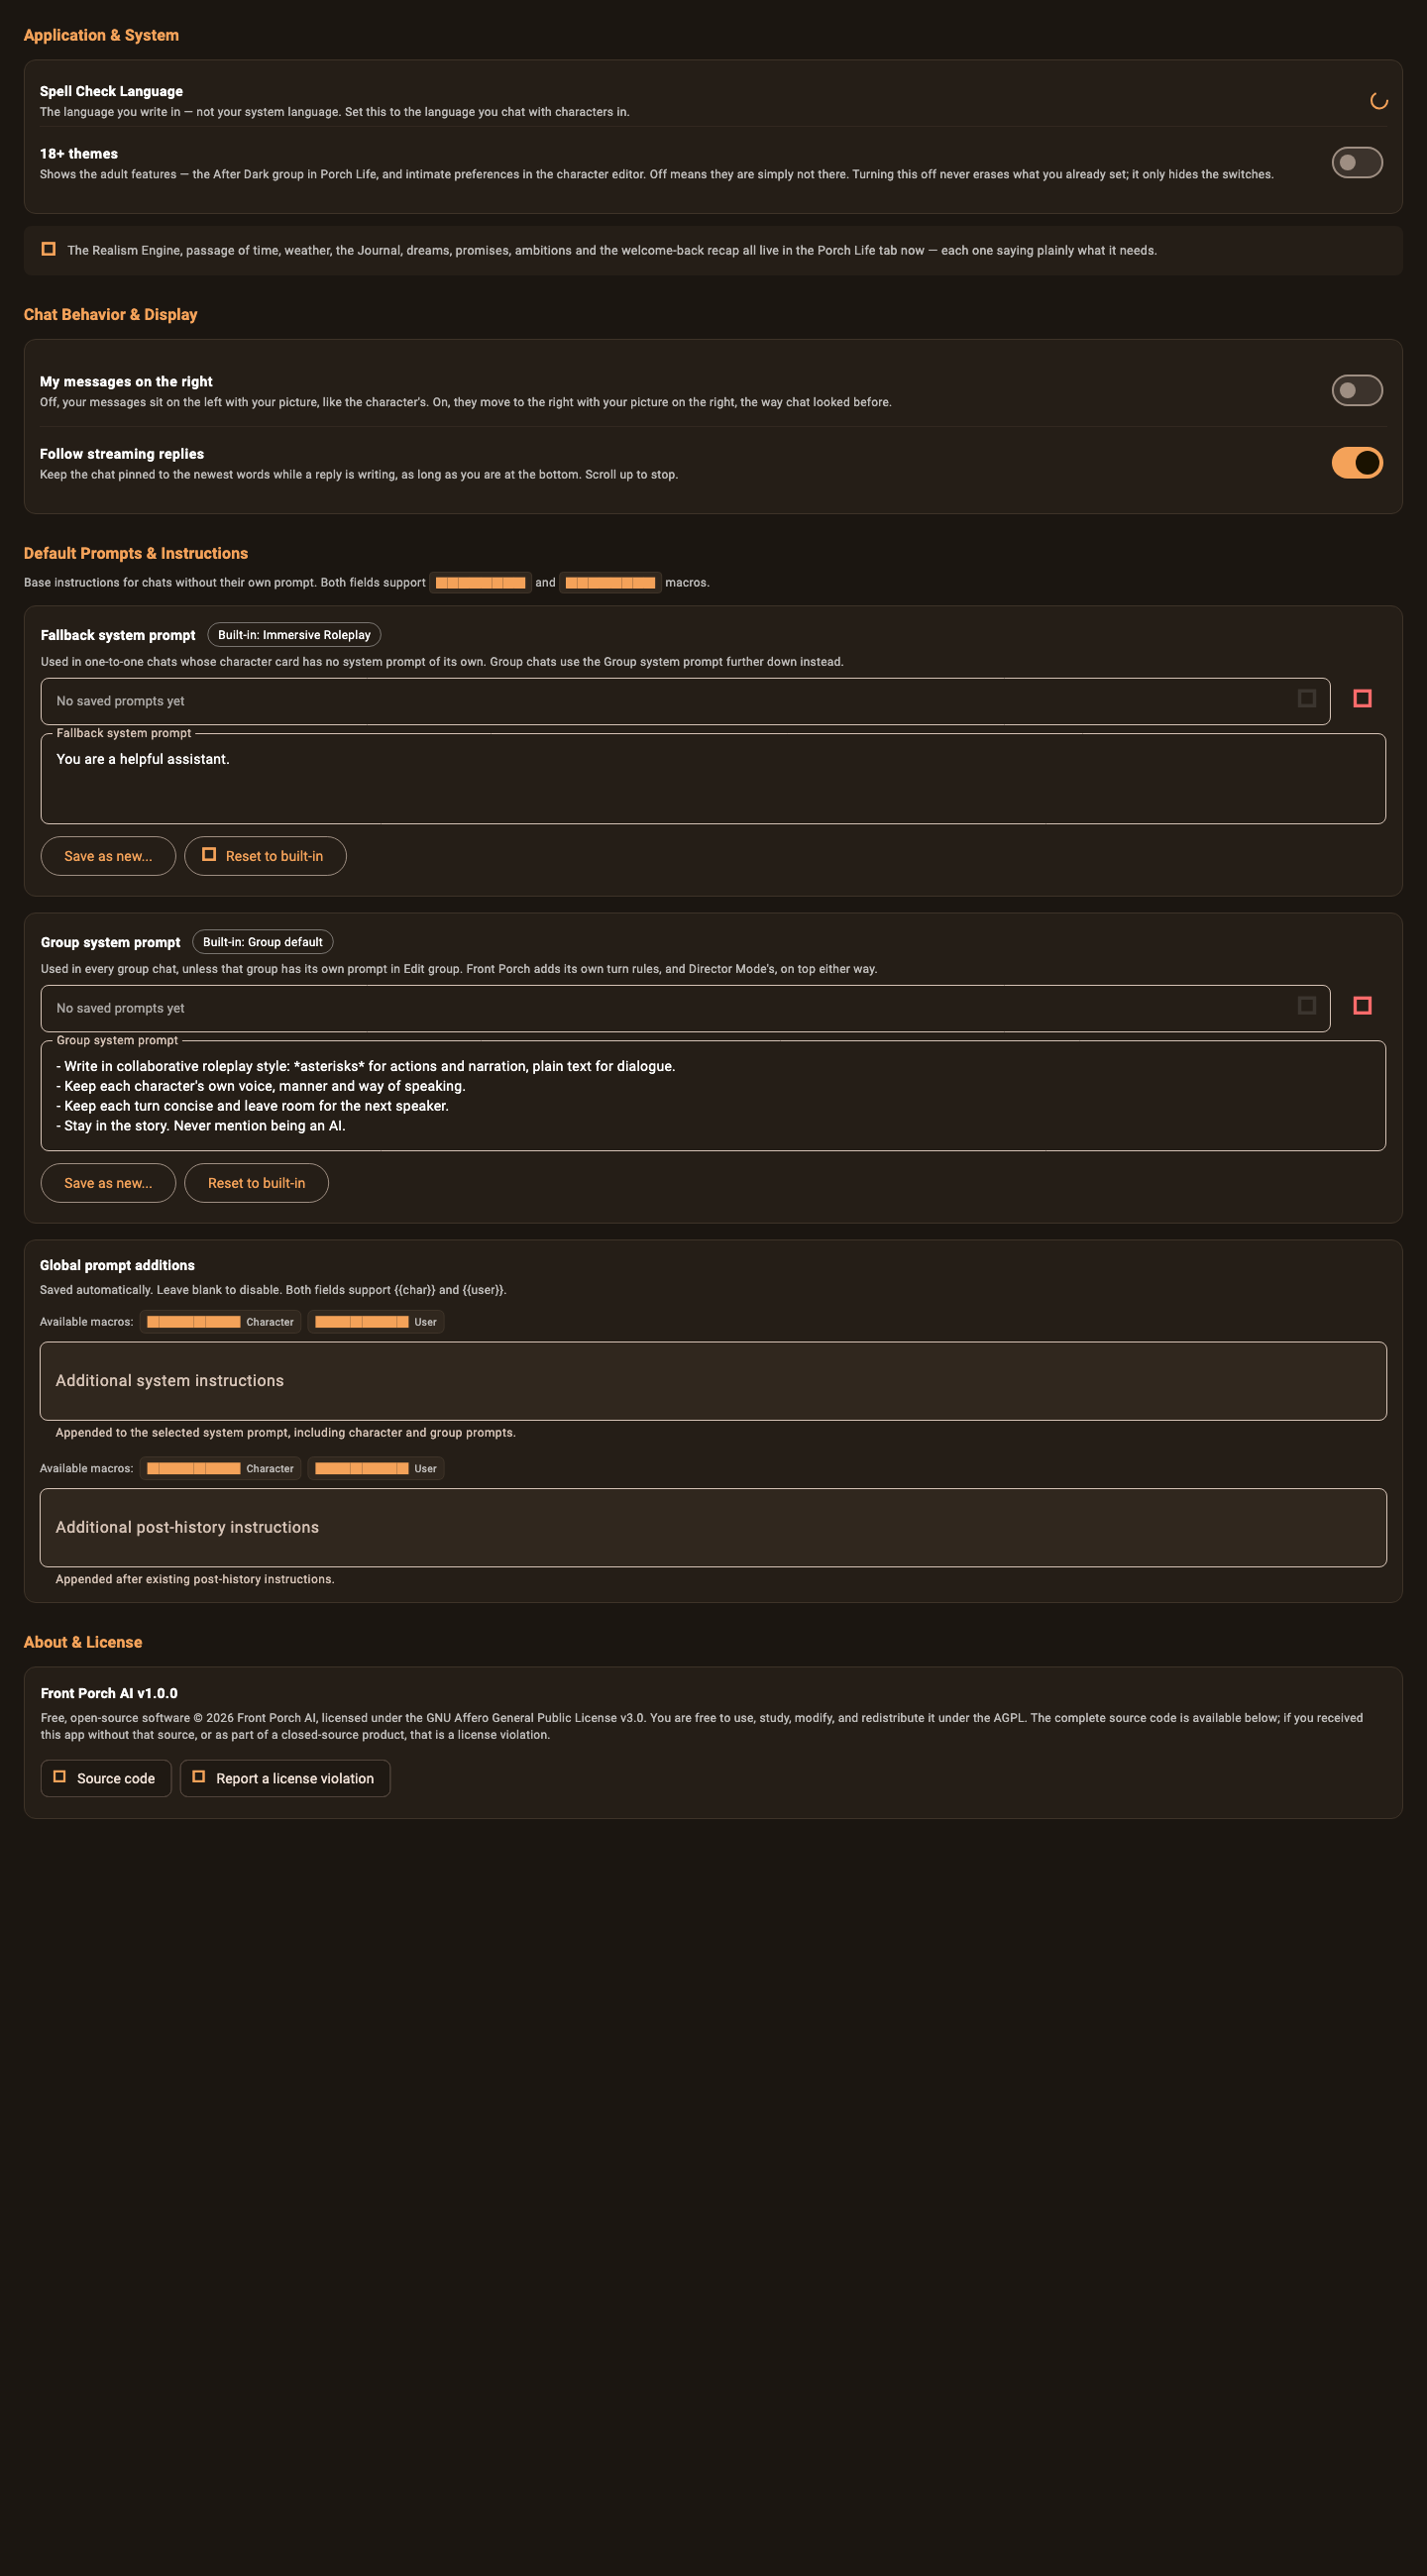 Application & System
Spell Check Language
The language you write in — not your system language. Set this to the language you chat with characters in.
18+ themes
Shows the adult features — the After Dark group in Porch Life, and intimate preferences in the character editor. Off means they are simply not there. Turning this off never erases what you already set; it only hides the switches.
The Realism Engine, passage of time, weather, the Journal, dreams, promises, ambitions and the welcome-back recap all live in the Porch Life tab now — each one saying plainly what it needs.
Chat Behavior & Display
My messages on the right
Off, your messages sit on the left with your picture, like the character's. On, they move to the right with your picture on the right, the way chat looked before.
Follow streaming replies
Keep the chat pinned to the newest words while a reply is writing, as long as you are at the bottom. Scroll up to stop.
Default Prompts & Instructions
Base instructions for chats without their own prompt. Both fields support and macros.
Fallback system prompt Built-in: Immersive Roleplay
Used in one-to-one chats whose character card has no system prompt of its own. Group chats use the Group system prompt further down instead.
No saved prompts yet
Fallback system prompt
You are a helpful assistant.
Save as new... Reset to built-in
Group system prompt Built-in: Group default
Used in every group chat, unless that group has its own prompt in Edit group. Front Porch adds its own turn rules, and Director Mode's, on top either way.
No saved prompts yet
Group system prompt
- Write in collaborative roleplay style: *asterisks* for actions and narration, plain text for dialogue.
- Keep each character's own voice, manner and way of speaking.
- Keep each turn concise and leave room for the next speaker.
- Stay in the story. Never mention being an AI.
Save as new... Reset to built-in
Global prompt additions
Saved automatically. Leave blank to disable. Both fields support {{char}} and {{user}}.
Available macros: Character User
Additional system instructions
Appended to the selected system prompt, including character and group prompts.
Available macros: Character User
Additional post-history instructions
Appended after existing post-history instructions.
About & License
Front Porch AI v1.0.0
Free, open-source software © 2026 Front Porch AI, licensed under the GNU Affero General Public License v3.0. You are free to use, study, modify, and redistribute it under the AGPL. The complete source code is available below; if you received
this app without that source, or as part of a closed-source product, that is a license violation.
Source code Report a license violation